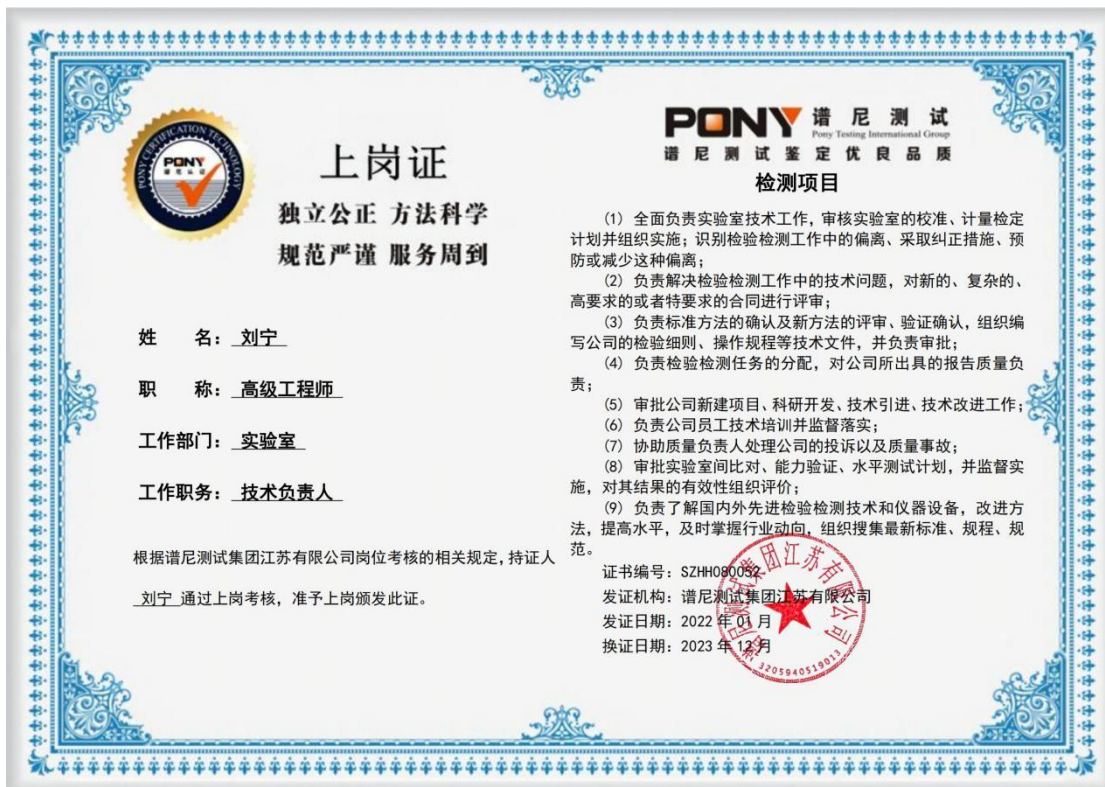 PONY CERTIFICATION TECHNOLOGY
PONY
谱尼认证
上岗证
独立公正 方法科学
规范严谨 服务周到
姓 名：刘宁
职 称：高级工程师
工作部门：实验室
工作职务：技术负责人
根据谱尼测试集团江苏有限公司岗位考核的相关规定，持证人
刘宁 通过上岗考核，准予上岗颁发此证。
PONY 谱尼测试
Pony Testing International Group
谱尼测试鉴定优良品质
检测项目
（1）全面负责实验室技术工作，审核实验室的校准、计量检定
计划并组织实施；识别检验检测工作中的偏离、采取纠正措施、预
防或减少这种偏离；
（2）负责解决检验检测工作中的技术问题，对新的、复杂的、
高要求的或者特要求的合同进行评审；
（3）负责标准方法的确认及新方法的评审、验证确认，组织编
写公司的检验细则、操作规程等技术文件，并负责审批；
（4）负责检验检测任务的分配，对公司所出具的报告质量负
责；
（5）审批公司新建项目、科研开发、技术引进、技术改进工作；
（6）负责公司员工技术培训并监督落实；
（7）协助质量负责人处理公司的投诉以及质量事故；
（8）审批实验室间比对、能力验证、水平测试计划，并监督实
施，对其结果的有效性组织评价；
（9）负责了解国内外先进检验检测技术和仪器设备，改进方
法，提高水平，及时掌握行业动向，组织搜集最新标准、规程、规
范。
证书编号：SZHH080052
发证机构：谱尼测试集团江苏有限公司
发证日期：2022 年 01 月
换证日期：2023 年 12 月
谱尼测试集团江苏有限公司
3205940519013